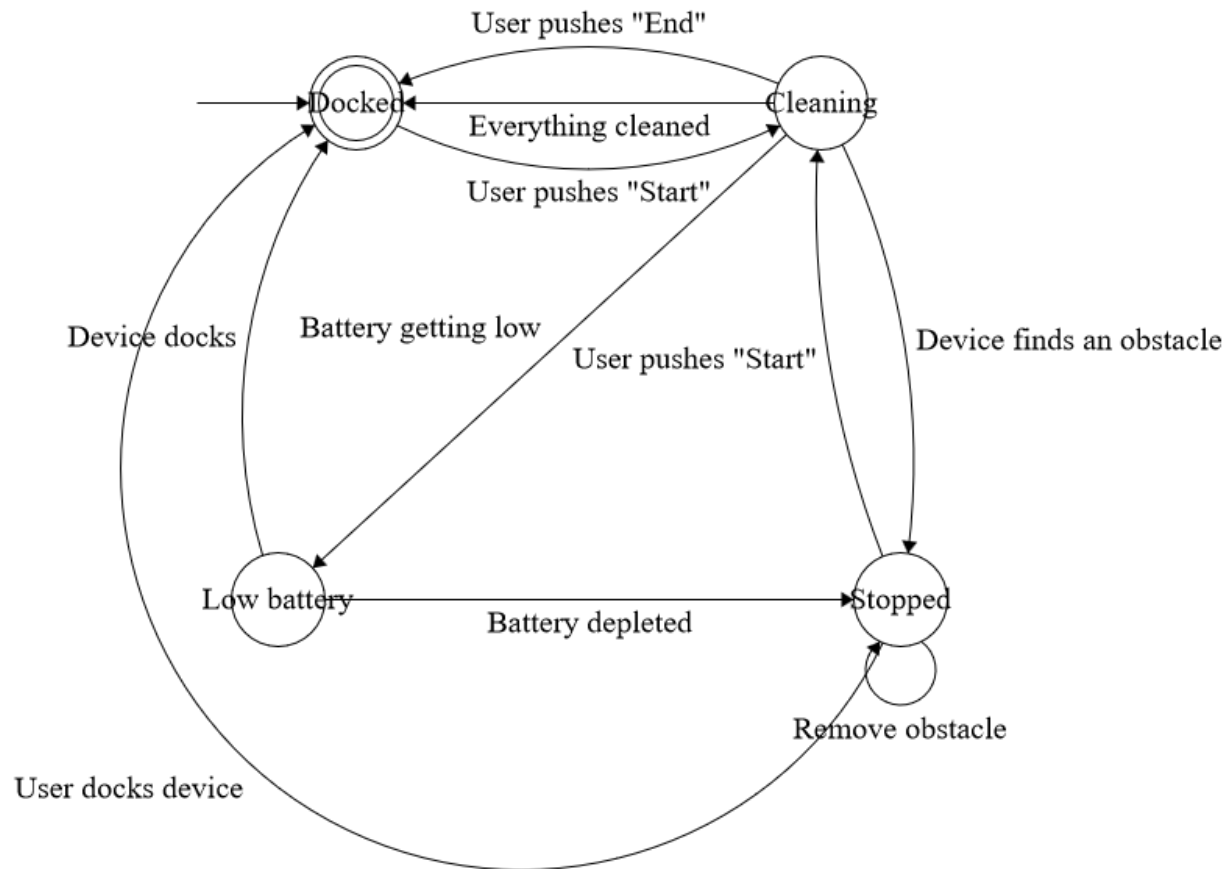 User pushes "End"
Docked
Cleaning
Everything cleaned
User pushes "Start"
Device docks
Battery getting low
User pushes "Start"
Device finds an obstacle
Low battery
Stopped
Battery depleted
Remove obstacle
User docks device